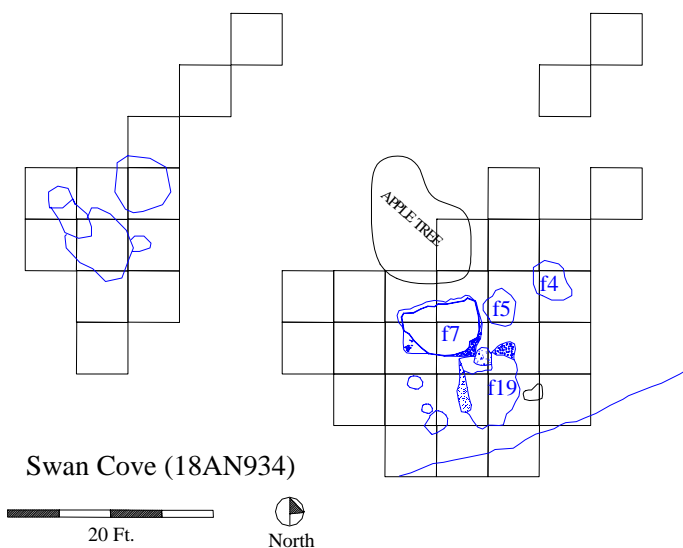 APPLE TREE
f4
f5
f7
f19
Swan Cove (18AN934)
20 Ft.
North